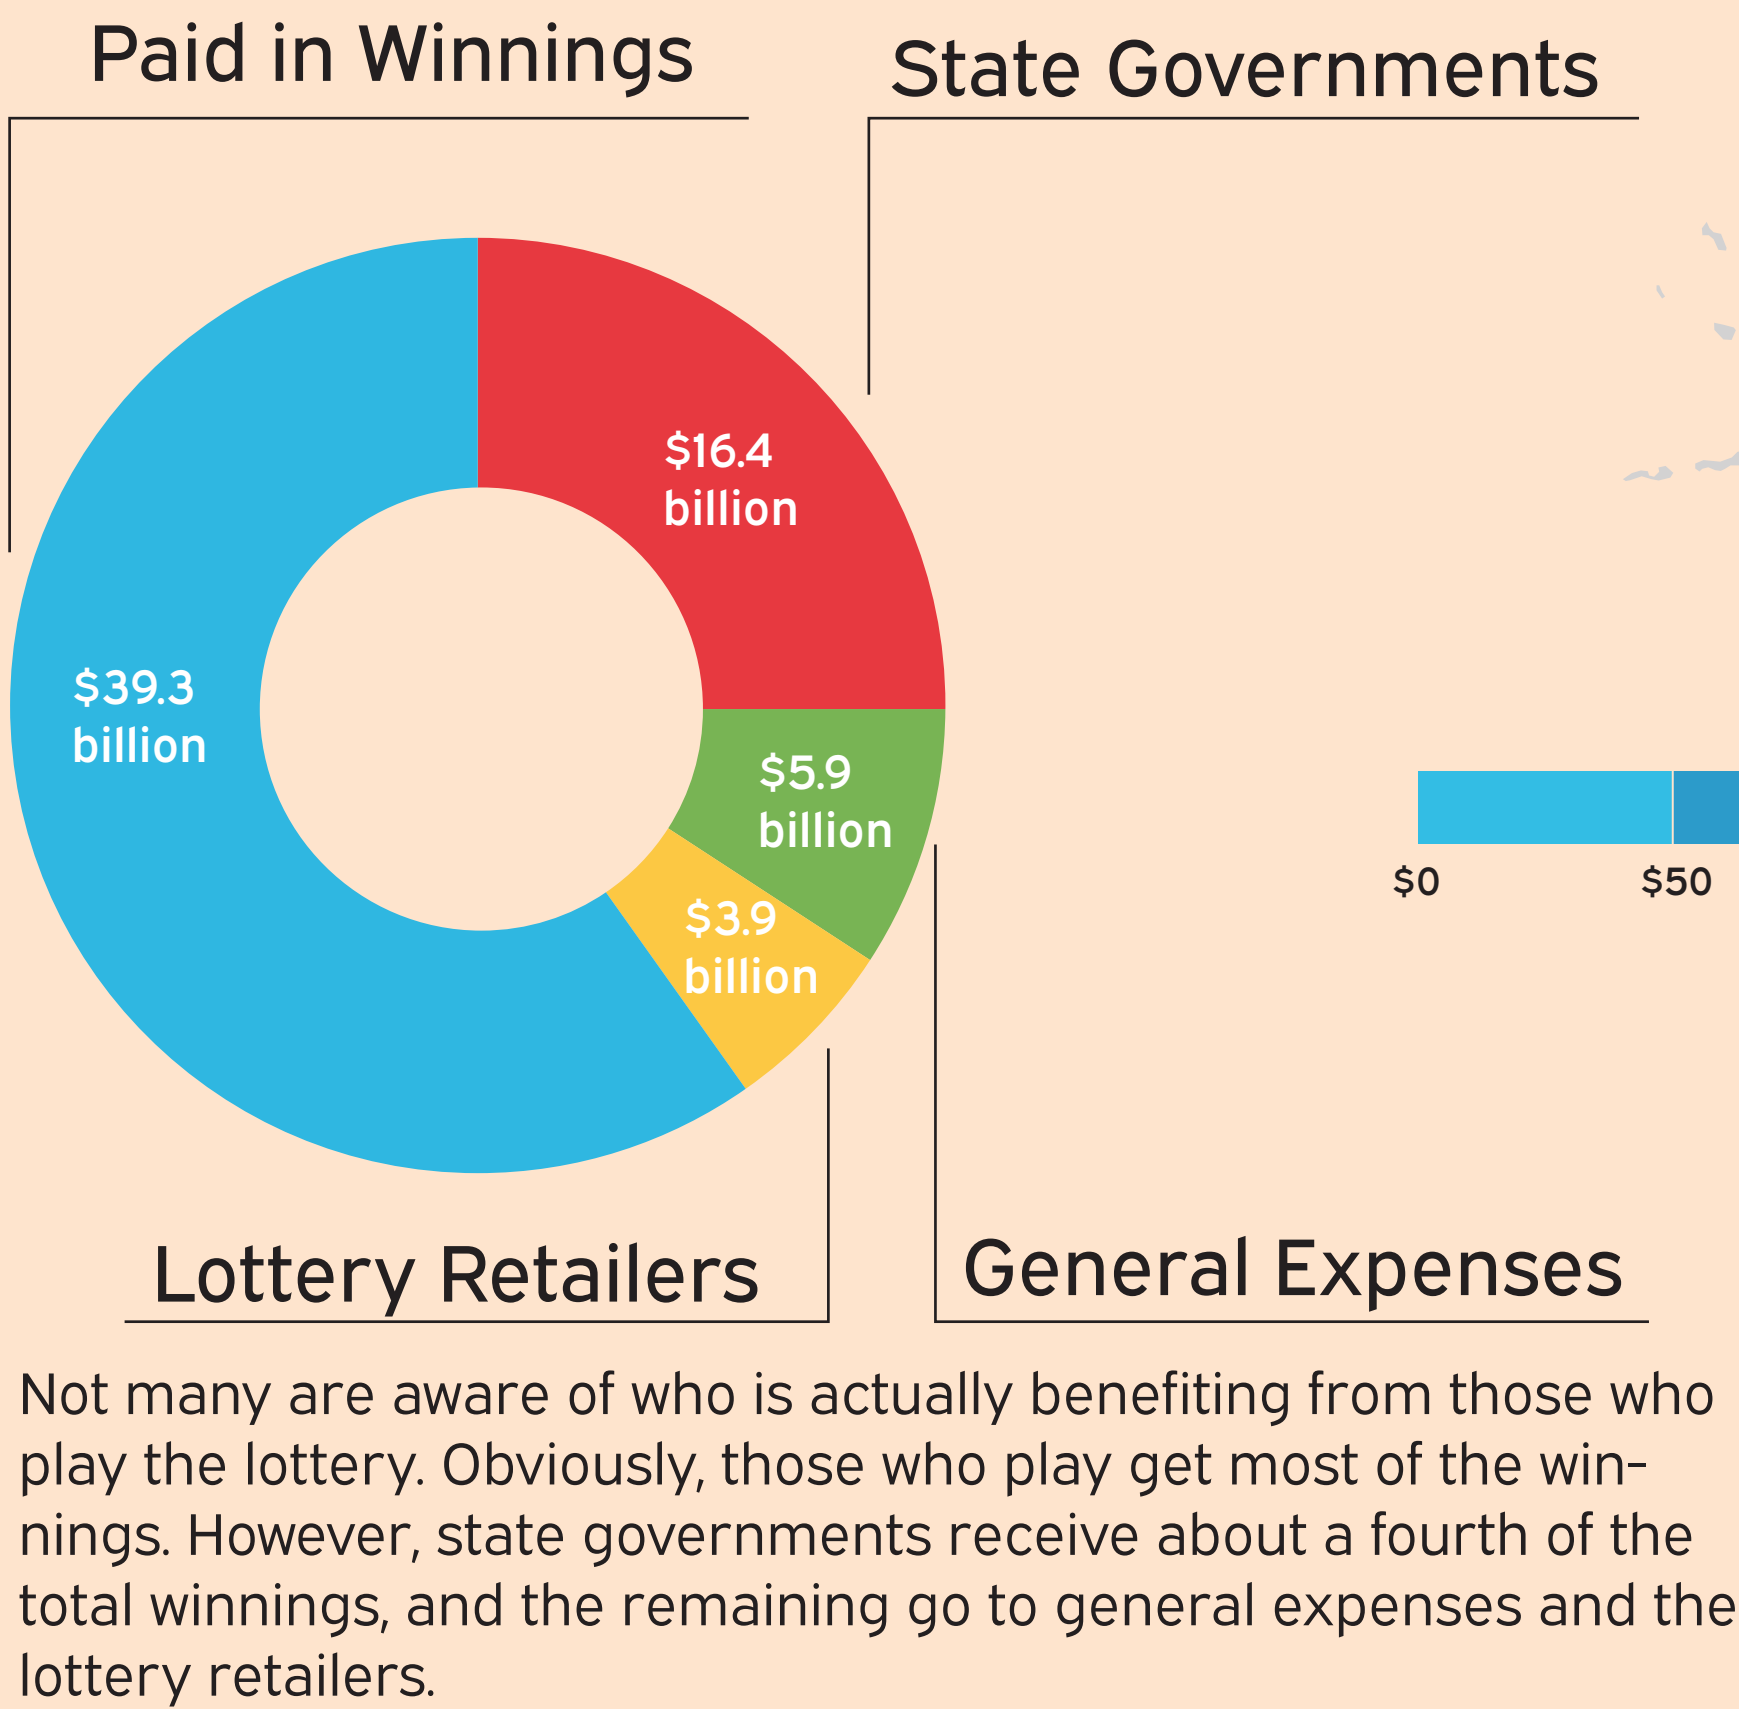 Paid in Winnings
State Governments
$16.4
billion
$39.3
billion
$5.9
billion
$3.9
billion
$0
$50
Lottery Retailers
General Expenses
Not many are aware of who is actually benefiting from those who
play the lottery. Obviously, those who play get most of the win-
nings. However, state governments receive about a fourth of the
total winnings, and the remaining go to general expenses and the
lottery retailers.